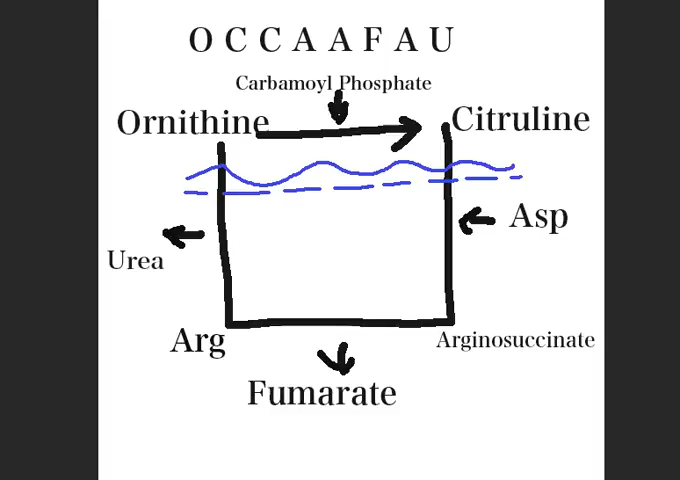 O C C A A F A U
Carbamoyl Phosphate
Ornithine
Citruline
Asp
Urea
Arg
Arginosuccinate
Fumarate